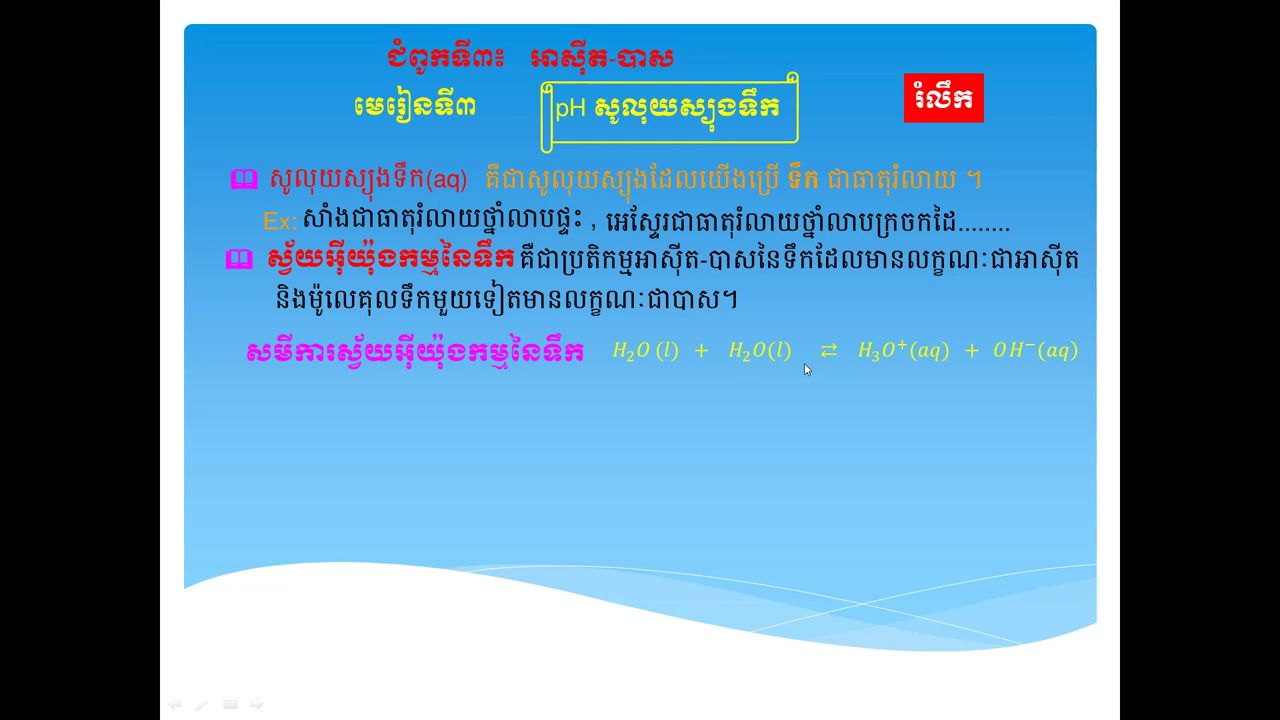 ជំពូកទី៣៖ អាស៊ីត-បាស
មេរៀនទី៣ pH សូលុយស្យុងទឹក រំលឹក
សូលុយស្យុងទឹក(aq) គឺជាសូលុយស្យុងដែលយើងប្រើ ទឹក ជាធាតុរំលាយ ។
Ex: សាំងជាធាតុរំលាយថ្នាំលាបផ្ទះ , អេស្ទែរជាធាតុរំលាយថ្នាំលាបក្រចកដៃ........
ស្វ័យអ៊ីយ៉ុងកម្មនៃទឹក គឺជាប្រតិកម្មអាស៊ីត-បាសនៃទឹកដែលមានលក្ខណៈជាអាស៊ីត
និងម៉ូលេគុលទឹកមួយទៀតមានលក្ខណៈជាបាស។
សមីការស្វ័យអ៊ីយ៉ុងកម្មនៃទឹក H₂O (l) + H₂O(l) ⇄ H₃O⁺(aq) + OH⁻(aq)